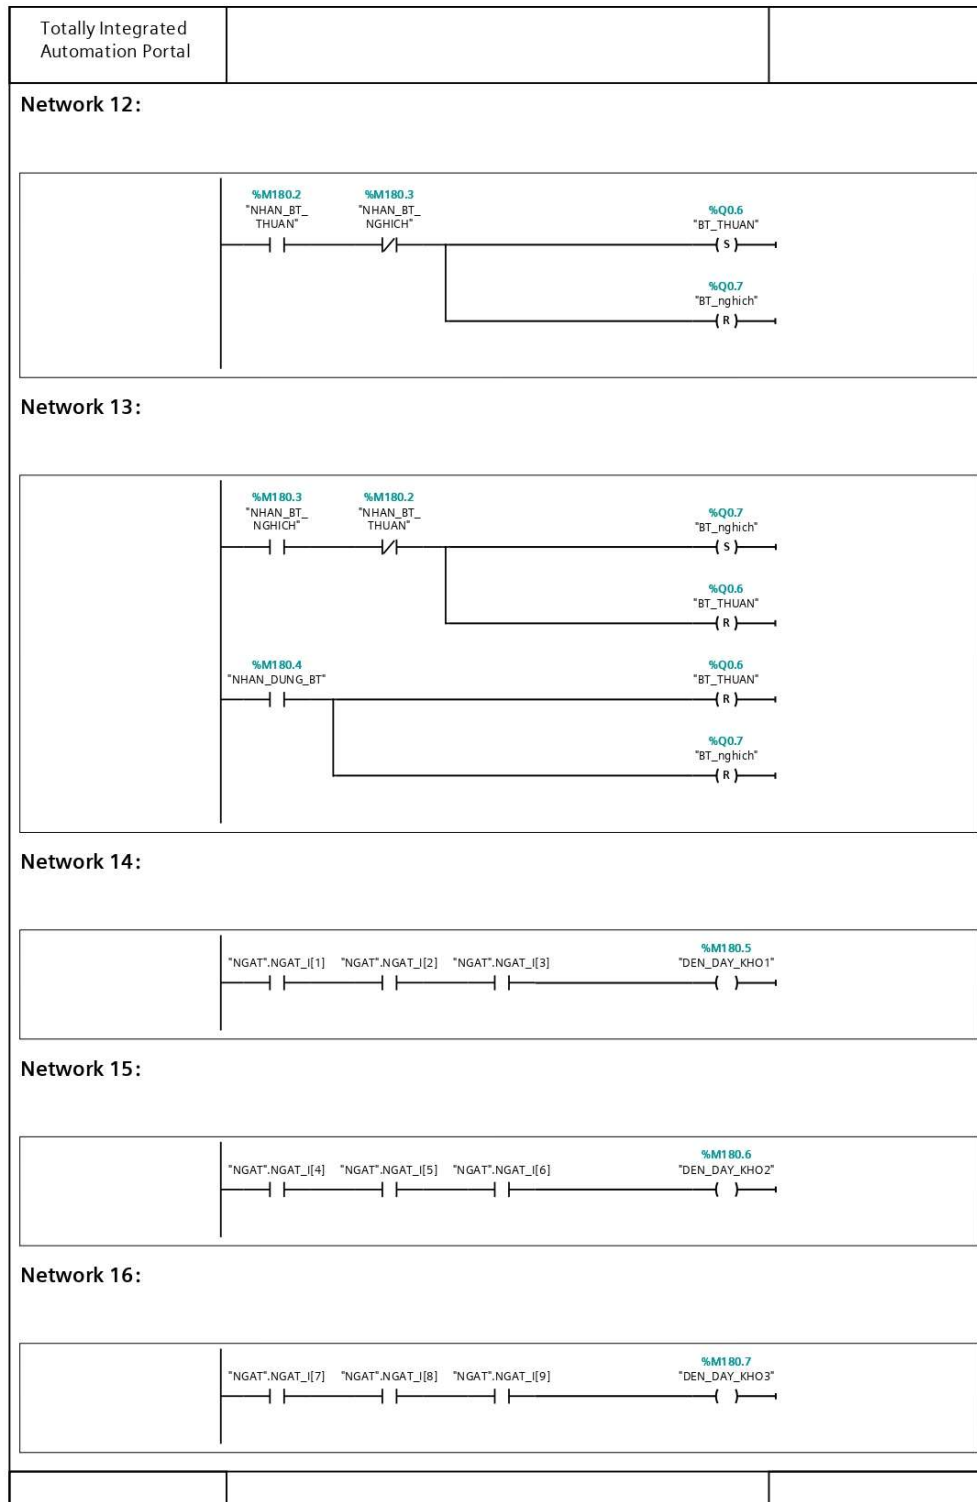 Totally Integrated
Automation Portal
Network 12:
%M180.2
"NHAN_BT_
THUAN"
%M180.3
"NHAN_BT_
NGHICH"
%Q0.6
"BT_THUAN"
S
%Q0.7
"BT_nghich"
R
Network 13:
%M180.3
"NHAN_BT_
NGHICH"
%M180.2
"NHAN_BT_
THUAN"
%Q0.7
"BT_nghich"
S
%Q0.6
"BT_THUAN"
R
%M180.4
"NHAN_DUNG_BT"
%Q0.6
"BT_THUAN"
R
%Q0.7
"BT_nghich"
R
Network 14:
"NGAT".NGAT_I[1]
"NGAT".NGAT_I[2]
"NGAT".NGAT_I[3]
%M180.5
"DEN_DAY_KHO1"
Network 15:
"NGAT".NGAT_I[4]
"NGAT".NGAT_I[5]
"NGAT".NGAT_I[6]
%M180.6
"DEN_DAY_KHO2"
Network 16:
"NGAT".NGAT_I[7]
"NGAT".NGAT_I[8]
"NGAT".NGAT_I[9]
%M180.7
"DEN_DAY_KHO3"